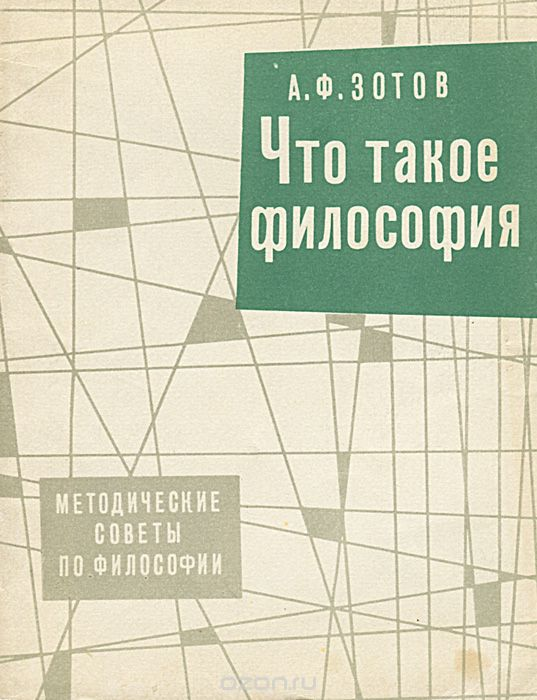 А. Ф. ЗОТОВ
Что такое
философия
МЕТОДИЧЕСКИЕ
СОВЕТЫ
ПО ФИЛОСОФИИ
ozon.ru